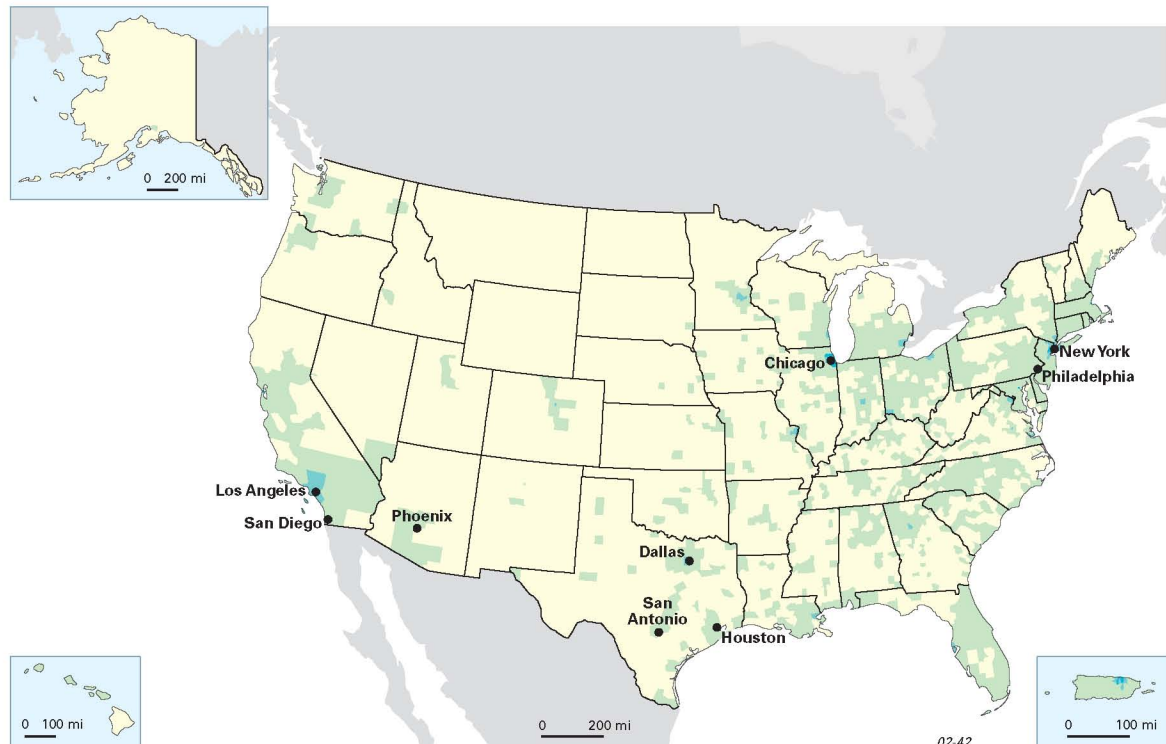 0 200 mi
Chicago
New York
Philadelphia
Los Angeles
San Diego
Phoenix
Dallas
San
Antonio
Houston
0 100 mi
0 200 mi
02-42
0 100 mi